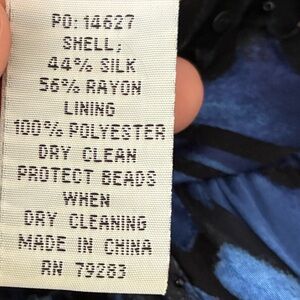 PO: 14627
SHELL;
44% SILK
56% RAYON
LINING
100% POLYESTER
DRY CLEAN
PROTECT BEADS
WHEN
DRY CLEANING
MADE IN CHINA
RN 79283